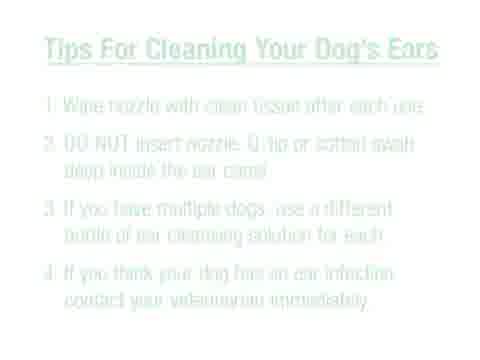 Tips For Cleaning Your Dog's Ears
1. Wipe nozzle with clean tissue after each use.
2. DO NOT insert nozzle, Q-tip or cotton swab
deep inside the ear canal.
3. If you have multiple dogs, use a different
bottle of ear cleansing solution for each.
4. If you think your dog has an ear infection,
contact your veterinarian immediately.